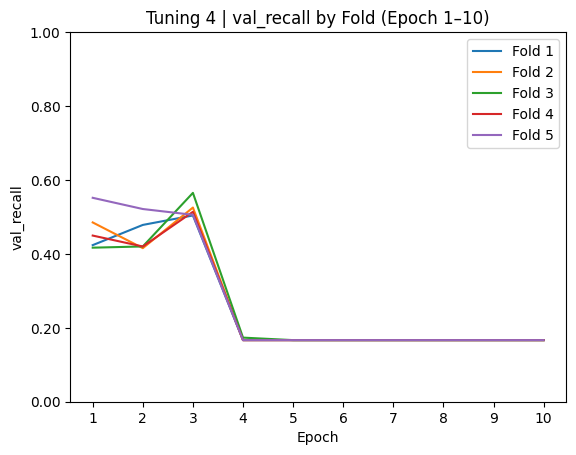 Tuning 4 | val_recall by Fold (Epoch 1–10)
1.00
0.80
0.60
0.40
0.20
0.00
val_recall
Fold 1
Fold 2
Fold 3
Fold 4
Fold 5
1 2 3 4 5 6 7 8 9 10
Epoch